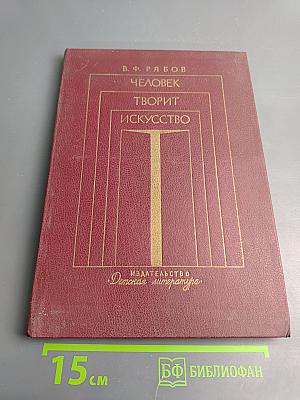 В. Ф. РЯБОВ
ЧЕЛОВЕК
ТВОРИТ
ИСКУССТВО
ИЗДАТЕЛЬСТВО
«Детская литература»
15 см
БФ БИБЛИОФАН